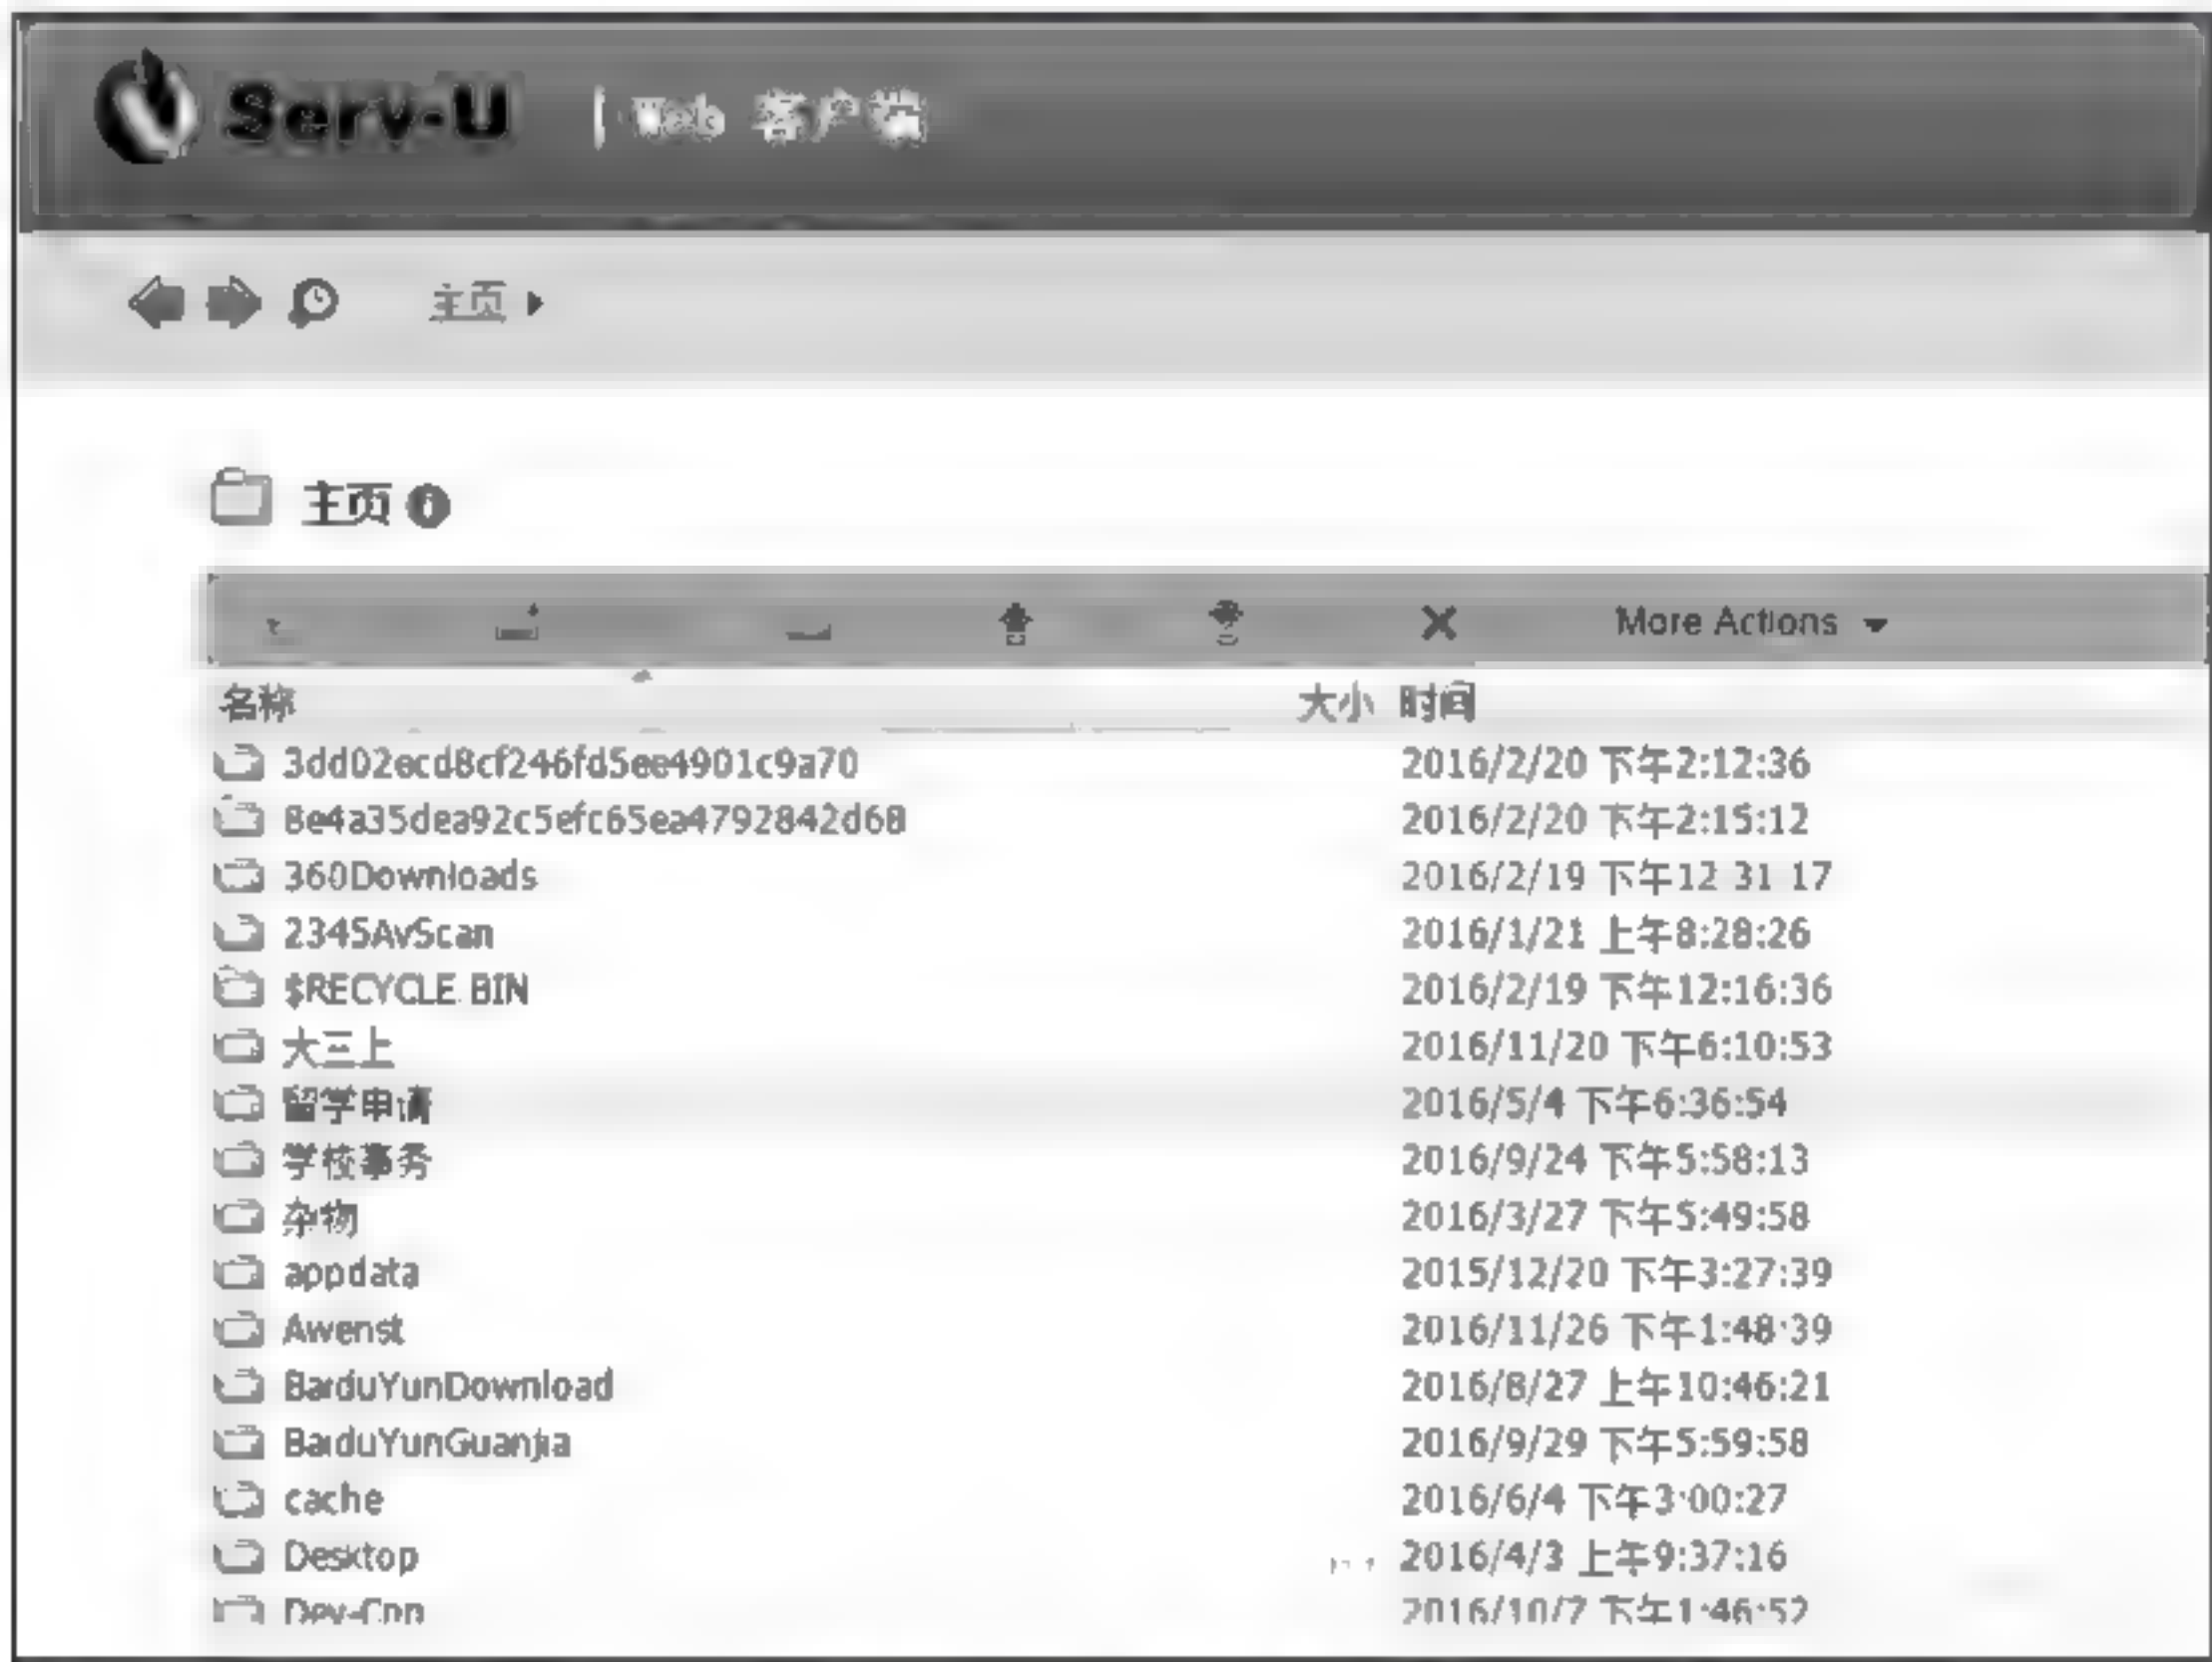 Serv-U | Web 客户端
主页
主页
More Actions
名称 大小 时间
3dd02ecd8cf246fd5ee4901c9a70 2016/2/20 下午2:12:36
8e4a35dea92c5efc65ea4792842d68 2016/2/20 下午2:15:12
360Downloads 2016/2/19 下午12:31:17
2345AvScan 2016/1/21 上午8:28:26
$RECYCLE.BIN 2016/2/19 下午12:16:36
大三上 2016/11/20 下午6:10:53
留学申请 2016/5/4 下午6:36:54
学校事务 2016/9/24 下午5:58:13
杂物 2016/3/27 下午5:49:58
appdata 2015/12/20 下午3:27:39
Awenst 2016/11/26 下午1:48:39
BaiduYunDownload 2016/8/27 上午10:46:21
BaiduYunGuanjia 2016/9/29 下午5:59:58
cache 2016/6/4 下午3:00:27
Desktop 2016/4/3 上午9:37:16
Dev-Cpp 2016/10/7 下午1:46:52